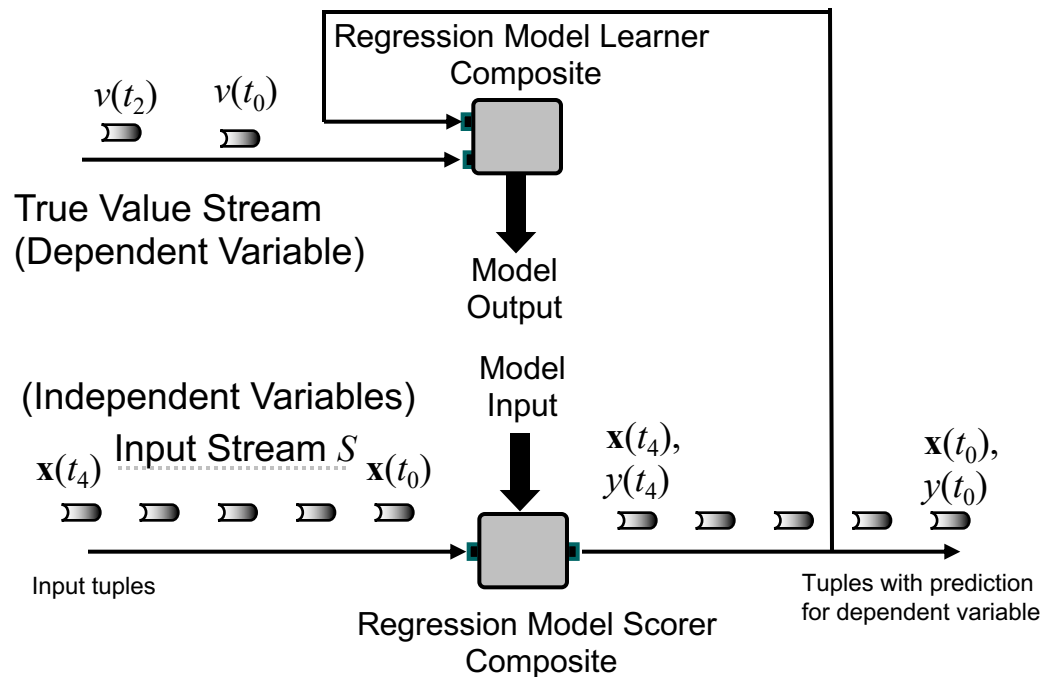 Regression Model Learner
Composite
v(t₂) v(t₀)
True Value Stream
(Dependent Variable)
Model
Output
Model
Input
(Independent Variables)
Input Stream S
x(t₄) x(t₀)
x(t₄),
y(t₄)
x(t₀),
y(t₀)
Input tuples
Tuples with prediction
for dependent variable
Regression Model Scorer
Composite